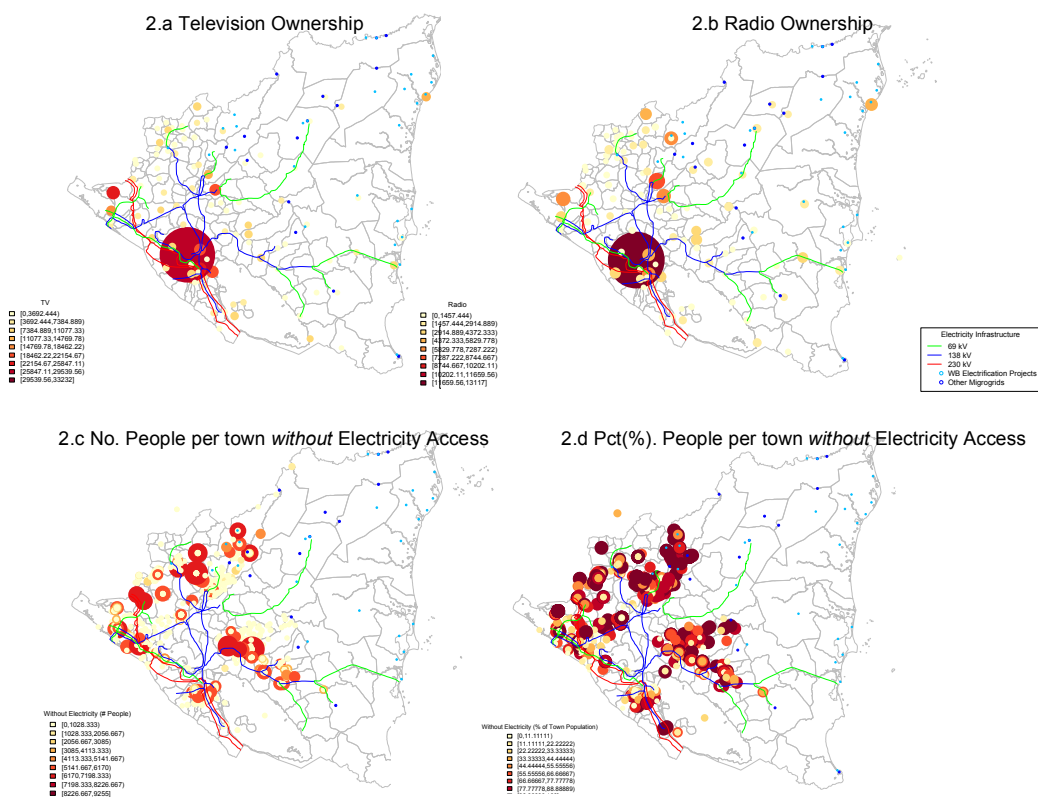 2.a Television Ownership
2.b Radio Ownership
TV
[0,3692.444)
[3692.444,7384.889)
[7384.889,11077.33)
[11077.33,14769.78)
[14769.78,18462.22)
[18462.22,22154.67)
[22154.67,25847.11)
[25847.11,29539.56)
[29539.56,33232]
Radio
[0,1457.444)
[1457.444,2914.889)
[2914.889,4372.333)
[4372.333,5829.778)
[5829.778,7287.222)
[7287.222,8744.667)
[8744.667,10202.11)
[10202.11,11659.56)
[11659.56,13117]
Electricity Infrastructure
69 kV
138 kV
230 kV
WB Electrification Projects
Other Migrogrids
2.c No. People per town without Electricity Access
2.d Pct(%). People per town without Electricity Access
Without Electricity (# People)
[0,1028.333)
[1028.333,2056.667)
[2056.667,3085)
[3085,4113.333)
[4113.333,5141.667)
[5141.667,6170)
[6170,7198.333)
[7198.333,8226.667)
[8226.667,9255]
Without Electricity (% of Town Population)
[0,11.11111)
[11.11111,22.22222)
[22.22222,33.33333)
[33.33333,44.44444)
[44.44444,55.55556)
[55.55556,66.66667)
[66.66667,77.77778)
[77.77778,88.88889)